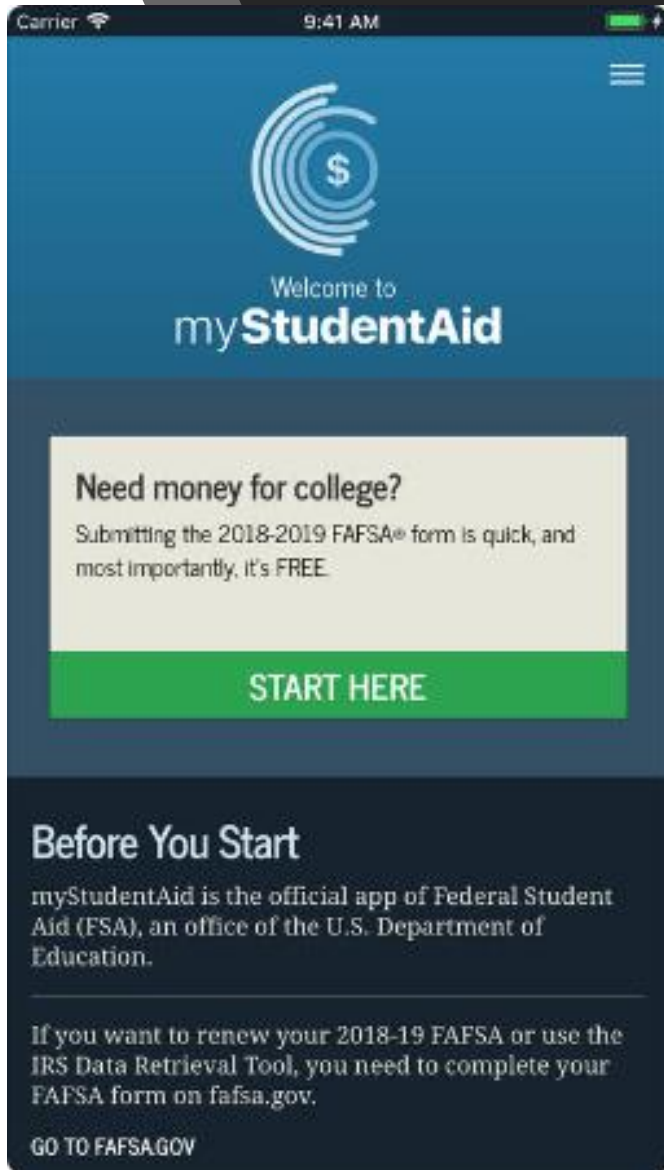 Carrier 9:41 AM
$
Welcome to
myStudentAid
Need money for college?
Submitting the 2018-2019 FAFSA® form is quick, and
most importantly, it's FREE.
START HERE
Before You Start
myStudentAid is the official app of Federal Student
Aid (FSA), an office of the U.S. Department of
Education.
If you want to renew your 2018-19 FAFSA or use the
IRS Data Retrieval Tool, you need to complete your
FAFSA form on fafsa.gov.
GO TO FAFSA.GOV